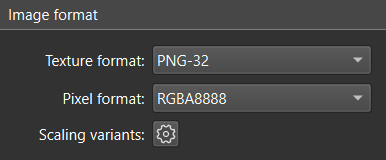 Image format
Texture format: PNG-32
Pixel format: RGBA8888
Scaling variants: